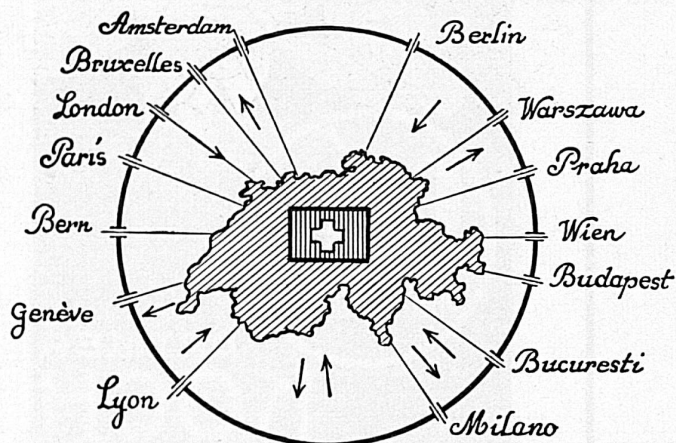 Amsterdam
Bruxelles
London
Paris
Bern
Genève
Lyon
Berlin
Warszawa
Praha
Wien
Budapest
Bucuresti
Milano